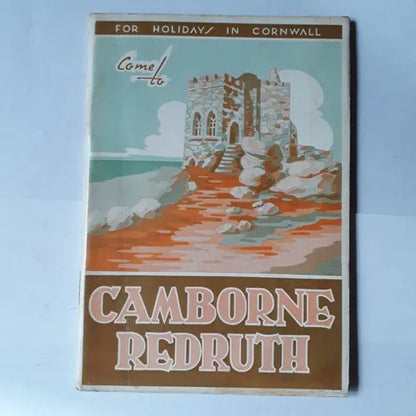 FOR HOLIDAYS IN CORNWALL
Come
to
CAMBORNE
REDRUTH